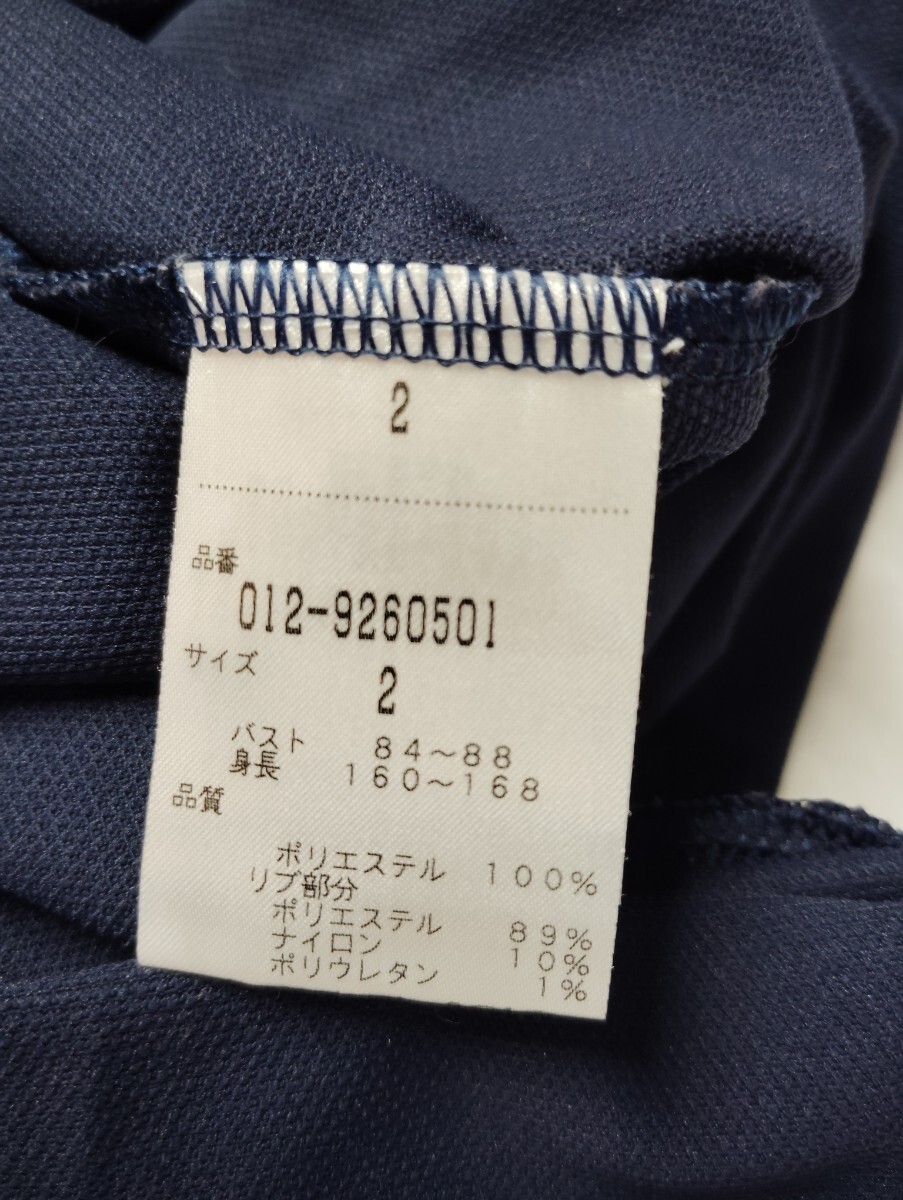 2
品番
012-9260501
サイズ
2
バスト 84～88
身長 160～168
品質
ポリエステル 100%
リブ部分
ポリエステル 89%
ナイロン 10%
ポリウレタン 1%